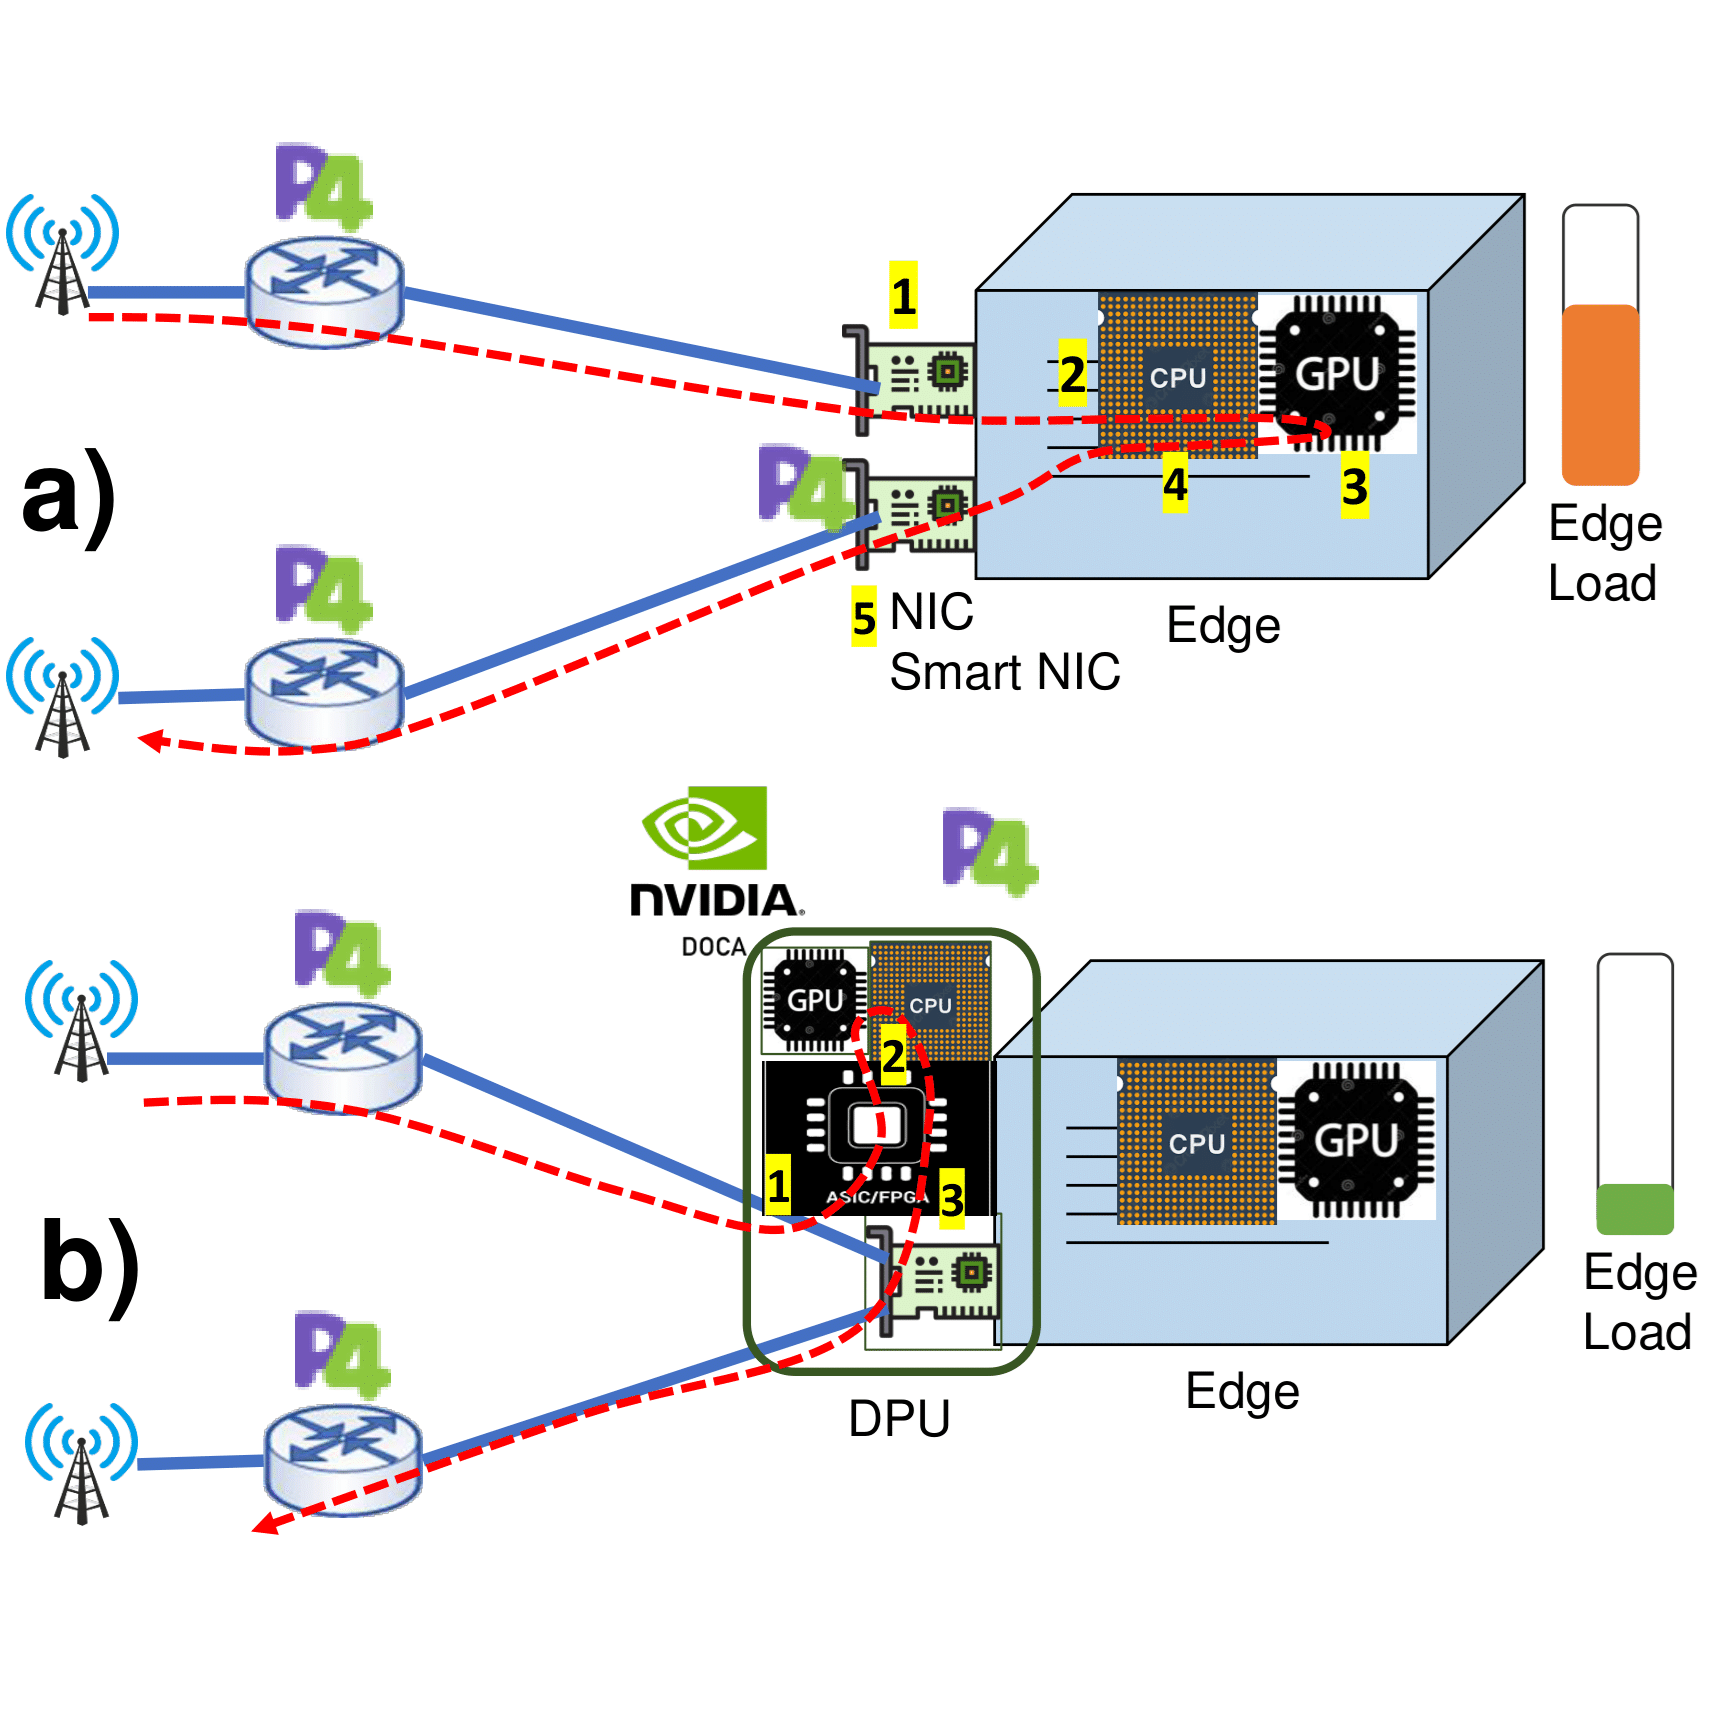 P4
1
2
CPU
GPU
4
3
Edge
Load
a)
P4
P4
5
NIC
Smart NIC
Edge
NVIDIA
DOCA
P4
P4
GPU
CPU
2
1
3
ASIC/FPGA
CPU
GPU
b)
P4
DPU
Edge
Edge
Load